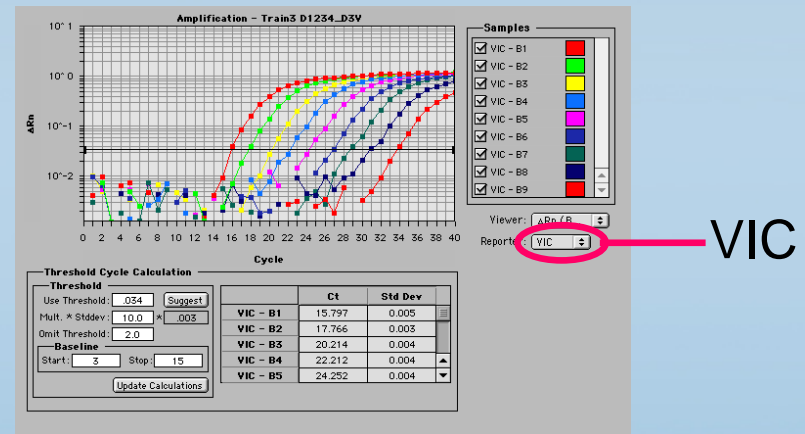 Amplification - Train3 D1234_D3V
10^ 1
10^ 0
10^-1
10^-2
ΔRn
0 2 4 6 8 10 12 14 16 18 20 22 24 26 28 30 32 34 36 38 40
Cycle
Samples
VIC - B1
VIC - B2
VIC - B3
VIC - B4
VIC - B5
VIC - B6
VIC - B7
VIC - B8
VIC - B9
Viewer: ΔRn (B
Reporter: VIC
VIC
Threshold Cycle Calculation
Threshold
Use Threshold: .034 Suggest
Mult. * Stddev: 10.0 * .003
Omit Threshold: 2.0
Baseline
Start: 3 Stop: 15
Update Calculations
Ct Std Dev
VIC - B1 15.797 0.005
VIC - B2 17.766 0.003
VIC - B3 20.214 0.004
VIC - B4 22.212 0.004
VIC - B5 24.252 0.004